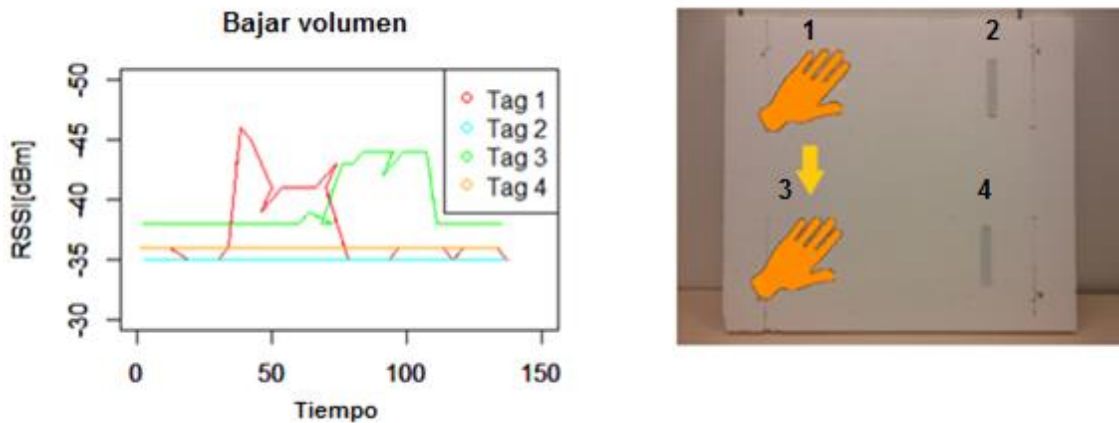 Bajar volumen
RSSI[dBm]
-50
-45
-40
-35
-30
Tag 1
Tag 2
Tag 3
Tag 4
0 50 100 150
Tiempo
1 2
3 4